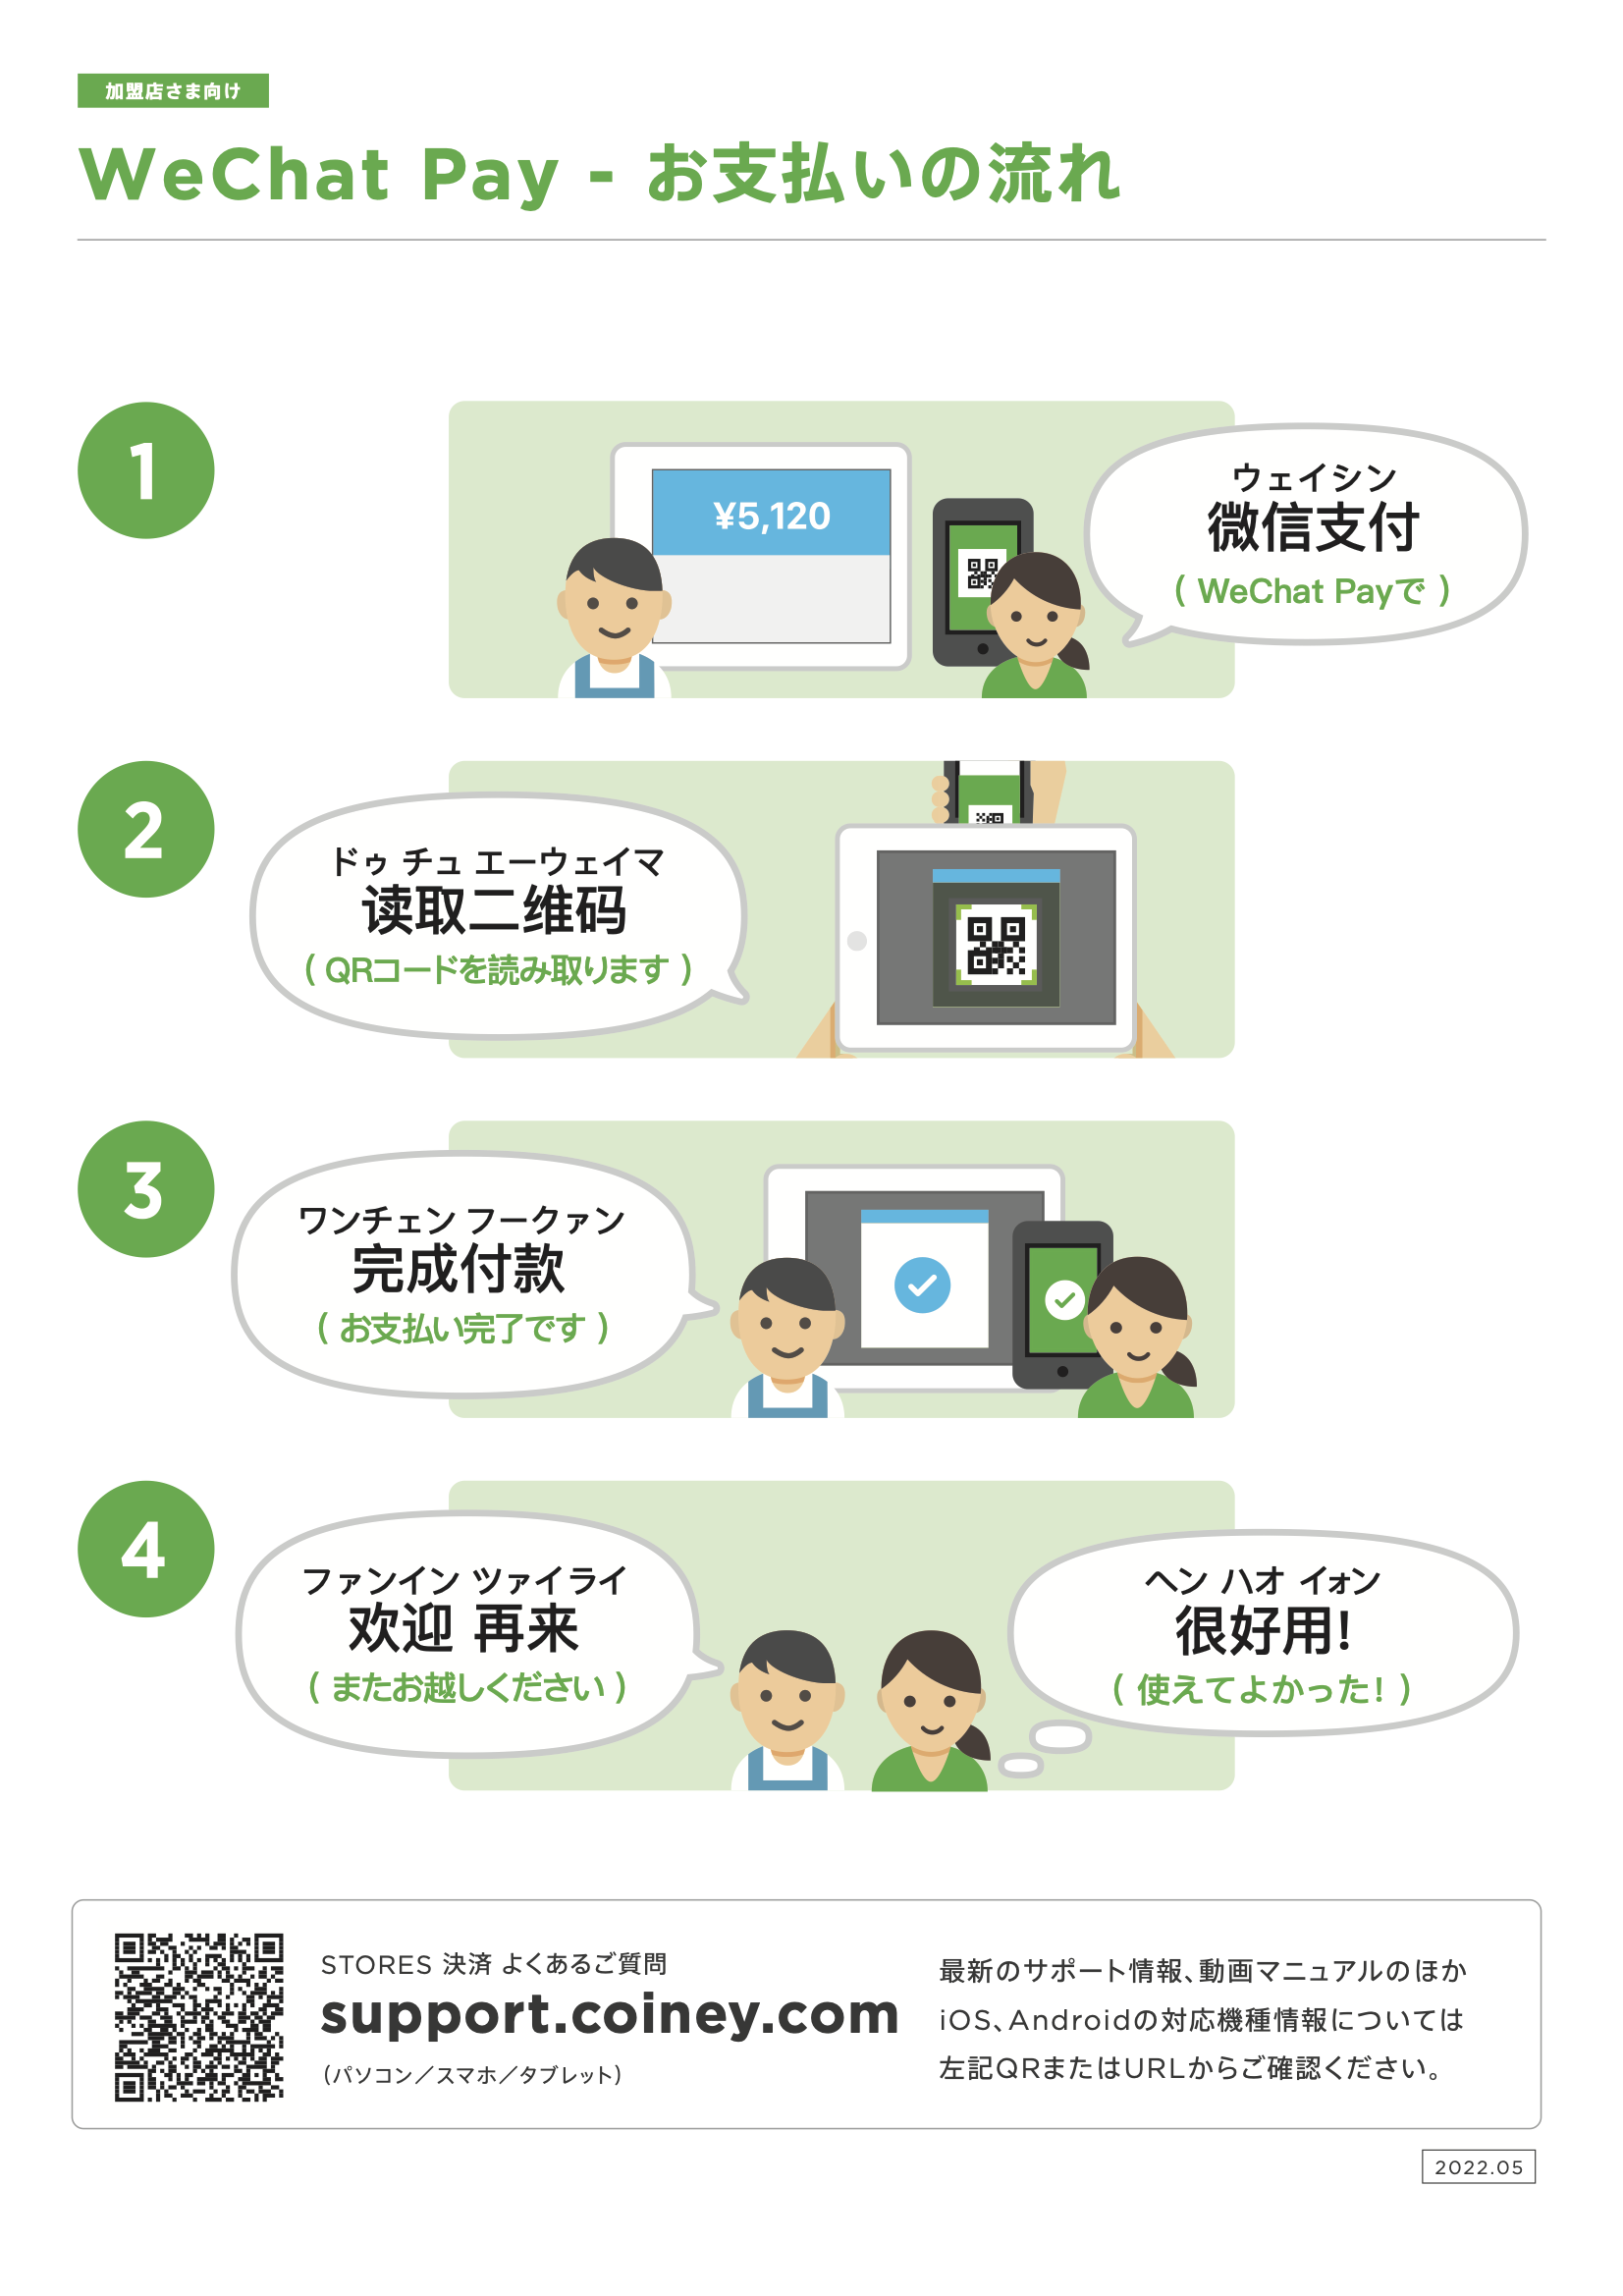 加盟店さま向け
WeChat Pay - お支払いの流れ
1
¥5,120
ウェイシン
微信支付
( WeChat Payで )
2
ドゥ チュ エーウェイマ
读取二维码
( QRコードを読み取ります )
3
ワンチェン フークァン
完成付款
( お支払い完了です )
4
ファンイン ツァイライ
欢迎 再来
( またお越しください )
ヘン ハオ イォン
很好用!
( 使えてよかった! )
STORES 決済 よくあるご質問
support.coiney.com
(パソコン／スマホ／タブレット)
最新のサポート情報、動画マニュアルのほか
iOS、Androidの対応機種情報については
左記QRまたはURLからご確認ください。
2022.05